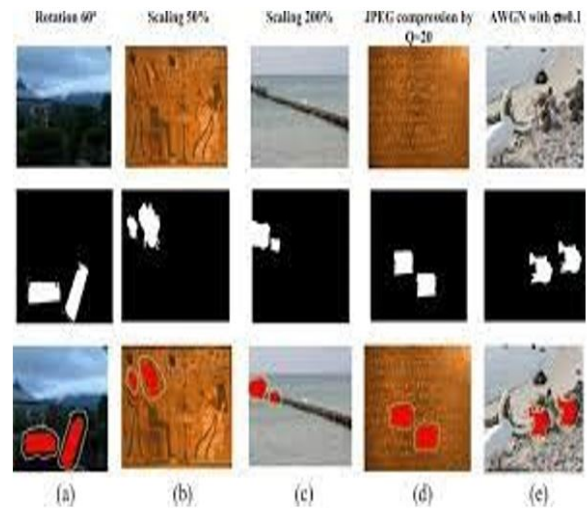 Rotation 60° Scaling 50% Scaling 200% JPEG compression by AWGN with σ=0.1
Q=20
(a) (b) (c) (d) (e)